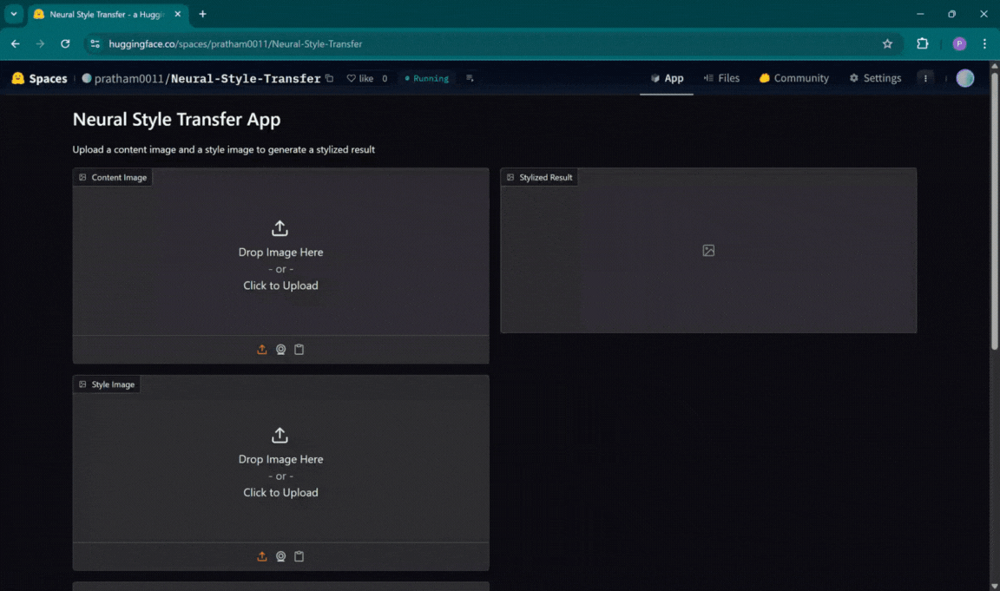 Neural Style Transfer - a Huggi
huggingface.co/spaces/pratham0011/Neural-Style-Transfer
P
Spaces
pratham0011/Neural-Style-Transfer
like 0
Running
App
Files
Community
Settings
Neural Style Transfer App
Upload a content image and a style image to generate a stylized result
Content Image
Drop Image Here
- or -
Click to Upload
Stylized Result
Style Image
Drop Image Here
- or -
Click to Upload